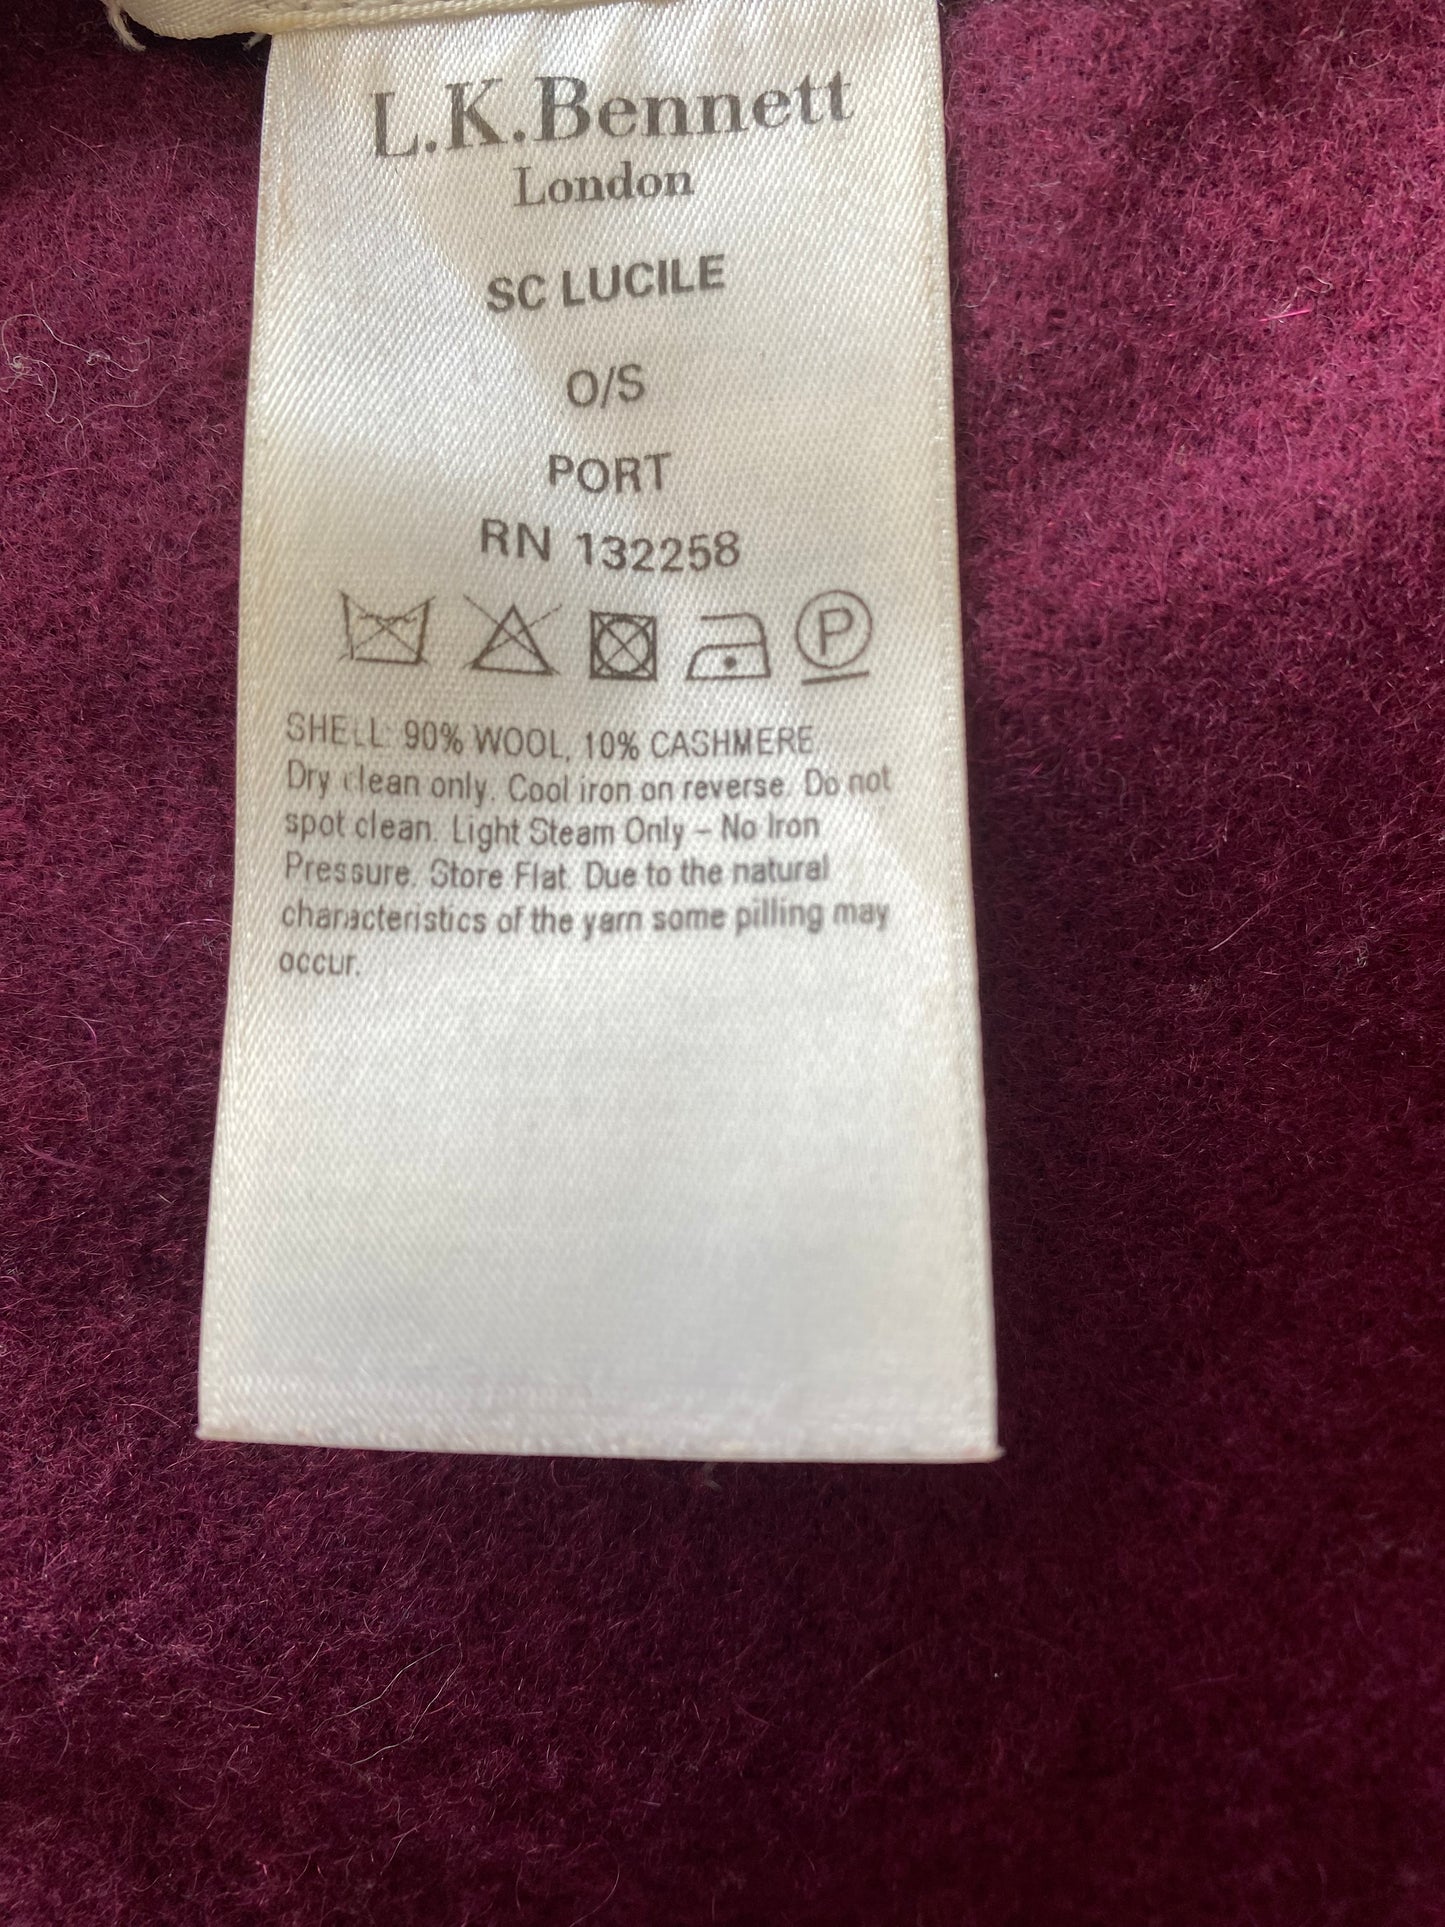 L.K.Bennett
London
SC LUCILE
O/S
PORT
RN 132258
P
SHELL: 90% WOOL, 10% CASHMERE
Dry clean only. Cool iron on reverse. Do not
spot clean. Light Steam Only – No Iron
Pressure. Store Flat. Due to the natural
characteristics of the yarn some pilling may
occur.